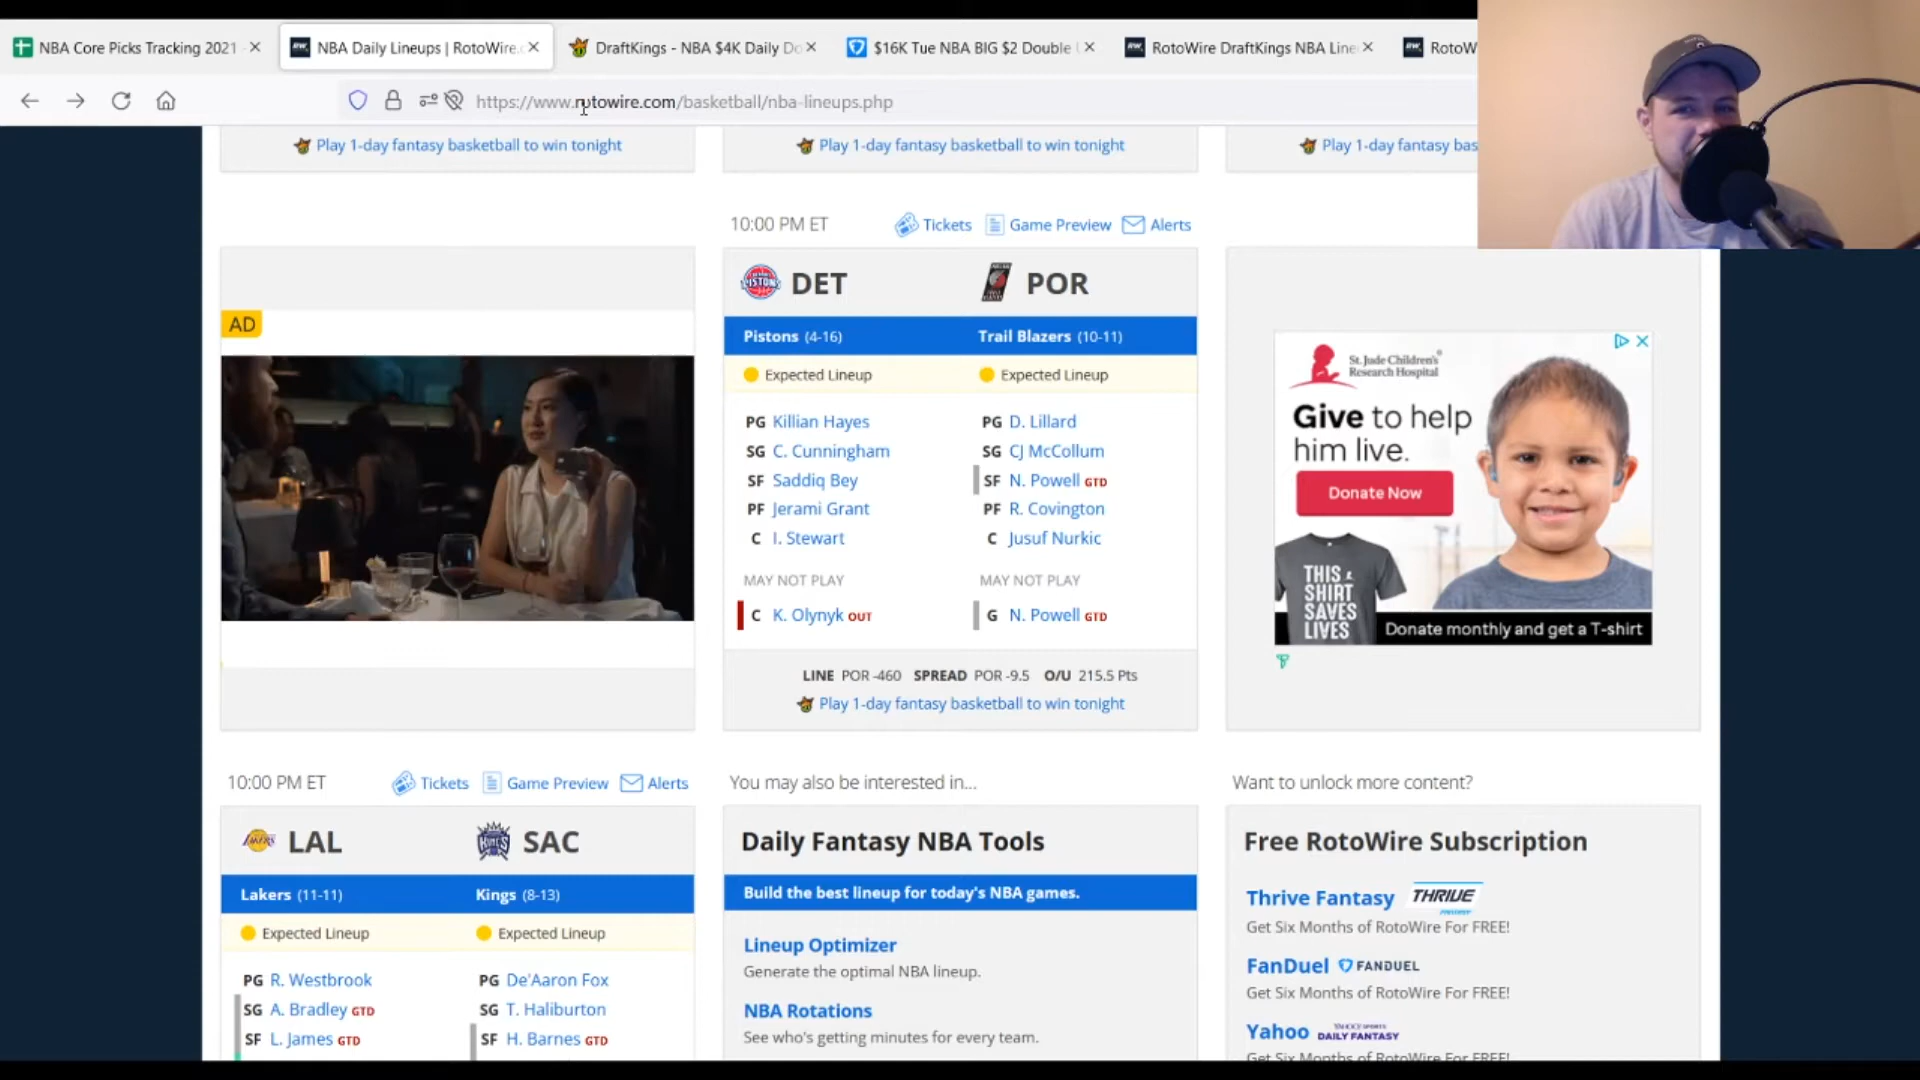 NBA Core Picks Tracking 2021
NBA Daily Lineups | RotoWire.
DraftKings - NBA $4K Daily Do
$16K Tue NBA BIG $2 Double
RotoWire DraftKings NBA Line
RotoW
https://www.rotowire.com/basketball/nba-lineups.php
Play 1-day fantasy basketball to win tonight
Play 1-day fantasy basketball to win tonight
Play 1-day fantasy bas
10:00 PM ET Tickets Game Preview Alerts
AD
DET POR
Pistons (4-16) Trail Blazers (10-11)
Expected Lineup Expected Lineup
PG Killian Hayes PG D. Lillard
SG C. Cunningham SG CJ McCollum
SF Saddiq Bey SF N. Powell GTD
PF Jerami Grant PF R. Covington
C I. Stewart C Jusuf Nurkic
MAY NOT PLAY MAY NOT PLAY
C K. Olynyk OUT G N. Powell GTD
LINE POR -460 SPREAD POR -9.5 O/U 215.5 Pts
Play 1-day fantasy basketball to win tonight
St. Jude Children's
Research Hospital
Give to help
him live.
Donate Now
THIS
SHIRT
SAVES
LIVES
Donate monthly and get a T-shirt
10:00 PM ET Tickets Game Preview Alerts
LAL SAC
Lakers (11-11) Kings (8-13)
Expected Lineup Expected Lineup
PG R. Westbrook PG De'Aaron Fox
SG A. Bradley GTD SG T. Haliburton
SF L. James GTD SF H. Barnes GTD
You may also be interested in...
Daily Fantasy NBA Tools
Build the best lineup for today's NBA games.
Lineup Optimizer
Generate the optimal NBA lineup.
NBA Rotations
See who's getting minutes for every team.
Want to unlock more content?
Free RotoWire Subscription
Thrive Fantasy THRIVE
Get Six Months of RotoWire For FREE!
FanDuel FANDUEL
Get Six Months of RotoWire For FREE!
Yahoo YAHOO! SPORTS
DAILY FANTASY
Get Six Months of RotoWire For FREE!